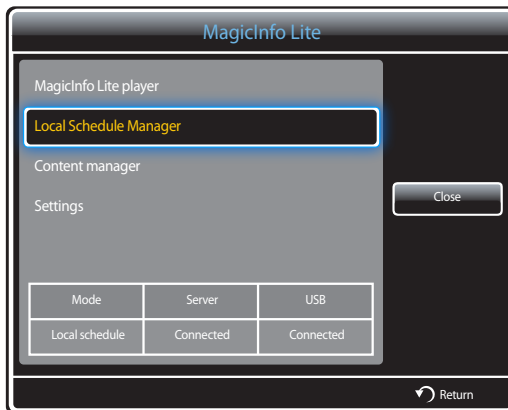 MagicInfo Lite
MagicInfo Lite player
Local Schedule Manager
Content manager
Settings
Close
Mode Server USB
Local schedule Connected Connected
Return